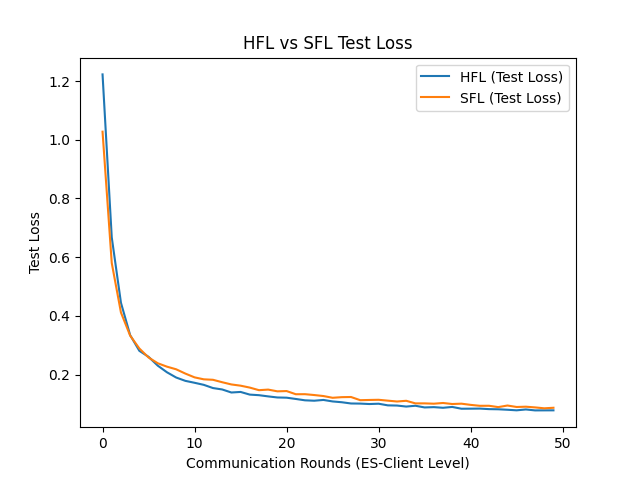 HFL vs SFL Test Loss
HFL (Test Loss)
SFL (Test Loss)
Test Loss
1.2
1.0
0.8
0.6
0.4
0.2
0 10 20 30 40 50
Communication Rounds (ES-Client Level)